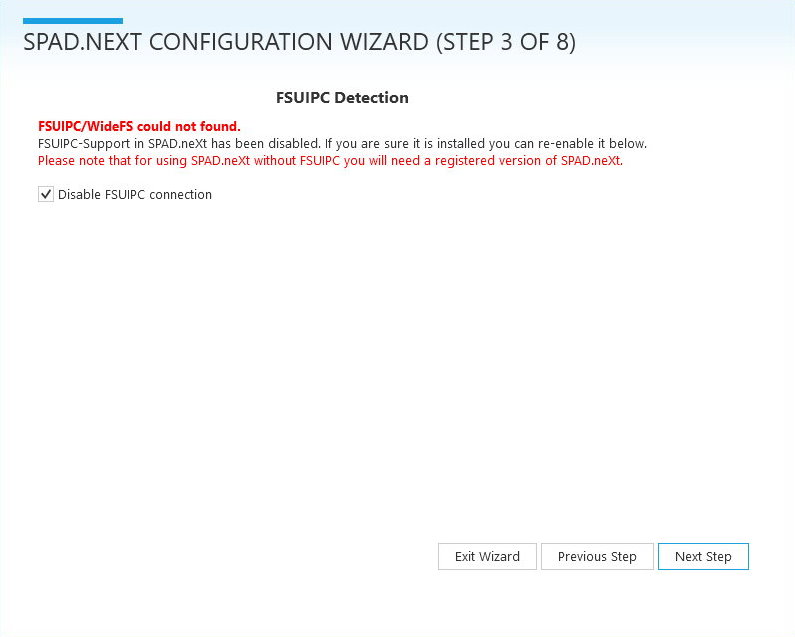 SPAD.NEXT CONFIGURATION WIZARD (STEP 3 OF 8)
FSUIPC Detection
FSUIPC/WideFS could not found.
FSUIPC-Support in SPAD.neXt has been disabled. If you are sure it is installed you can re-enable it below.
Please note that for using SPAD.neXt without FSUIPC you will need a registered version of SPAD.neXt.
Disable FSUIPC connection
Exit Wizard Previous Step Next Step